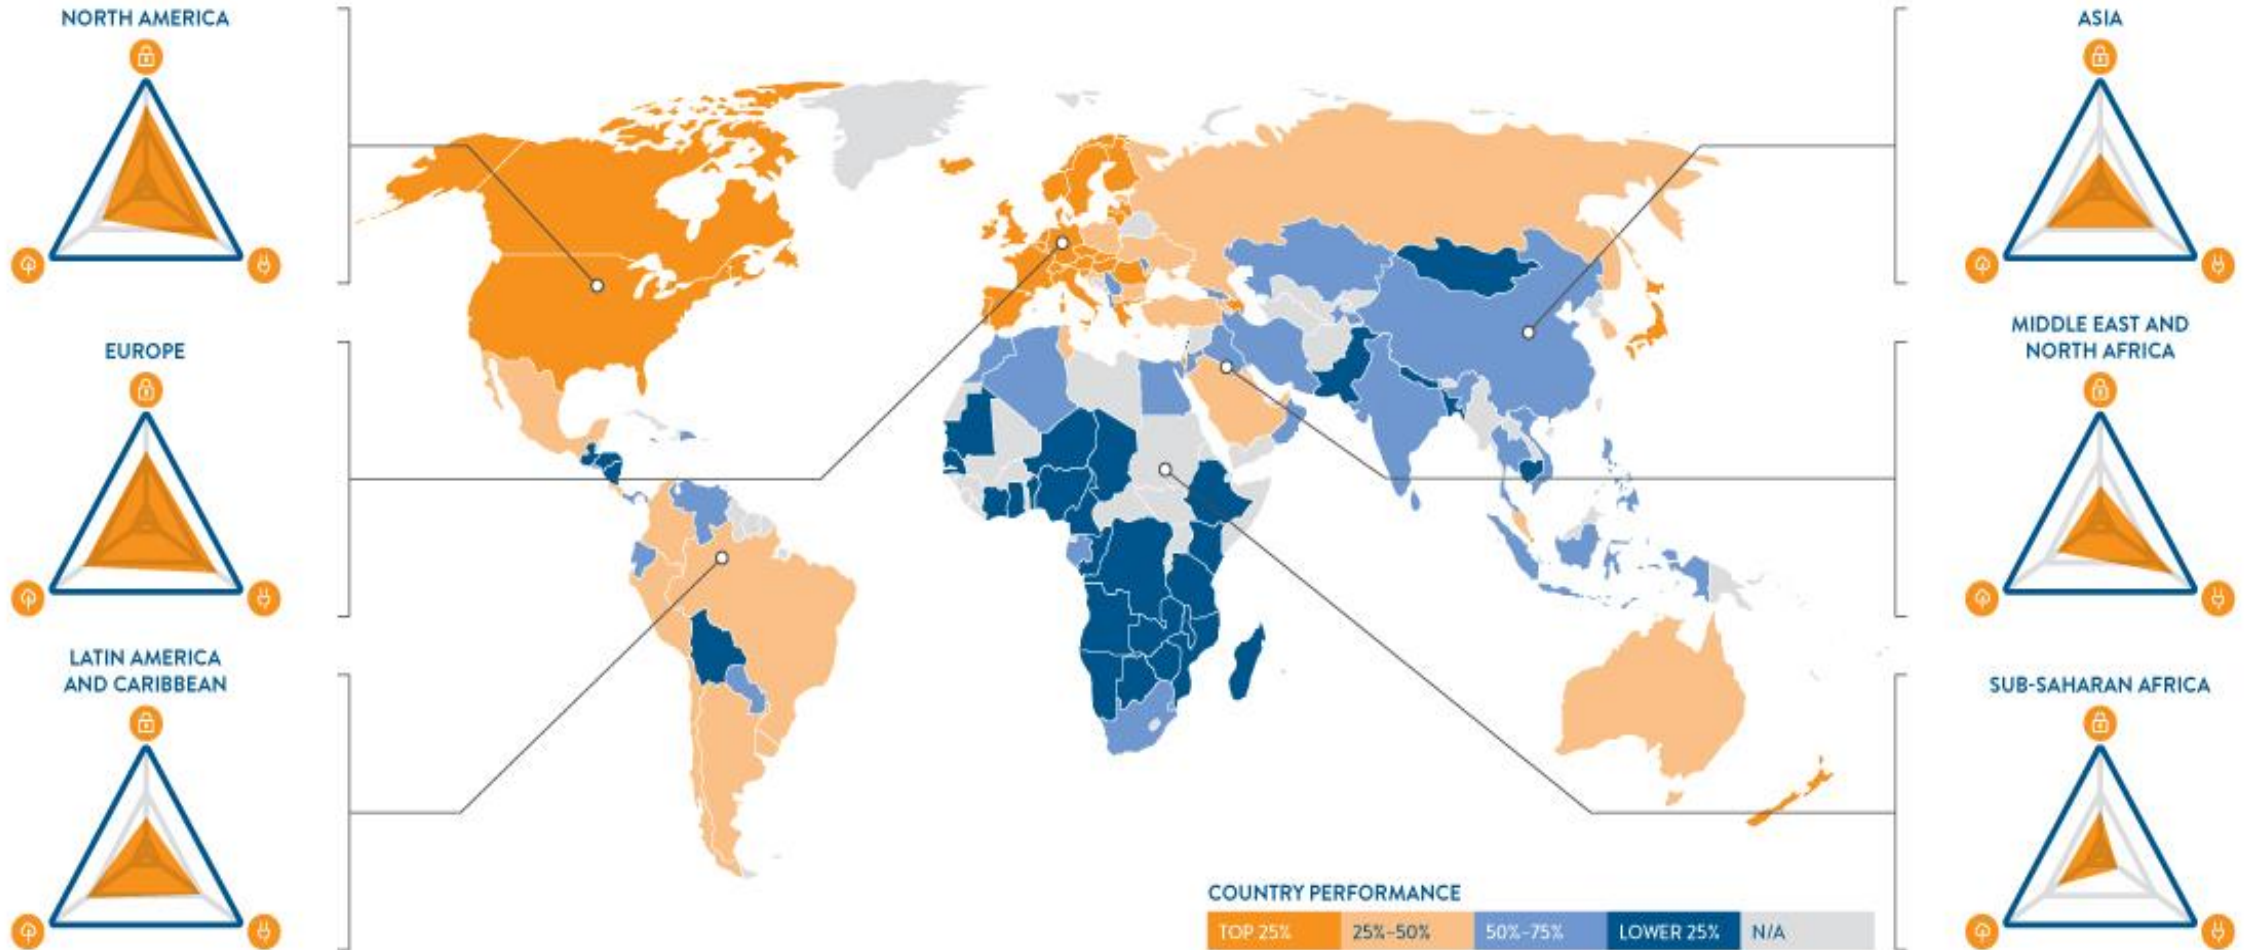 NORTH AMERICA
EUROPE
LATIN AMERICA
AND CARIBBEAN
ASIA
MIDDLE EAST AND
NORTH AFRICA
SUB-SAHARAN AFRICA
COUNTRY PERFORMANCE
TOP 25%
25%–50%
50%–75%
LOWER 25%
N/A